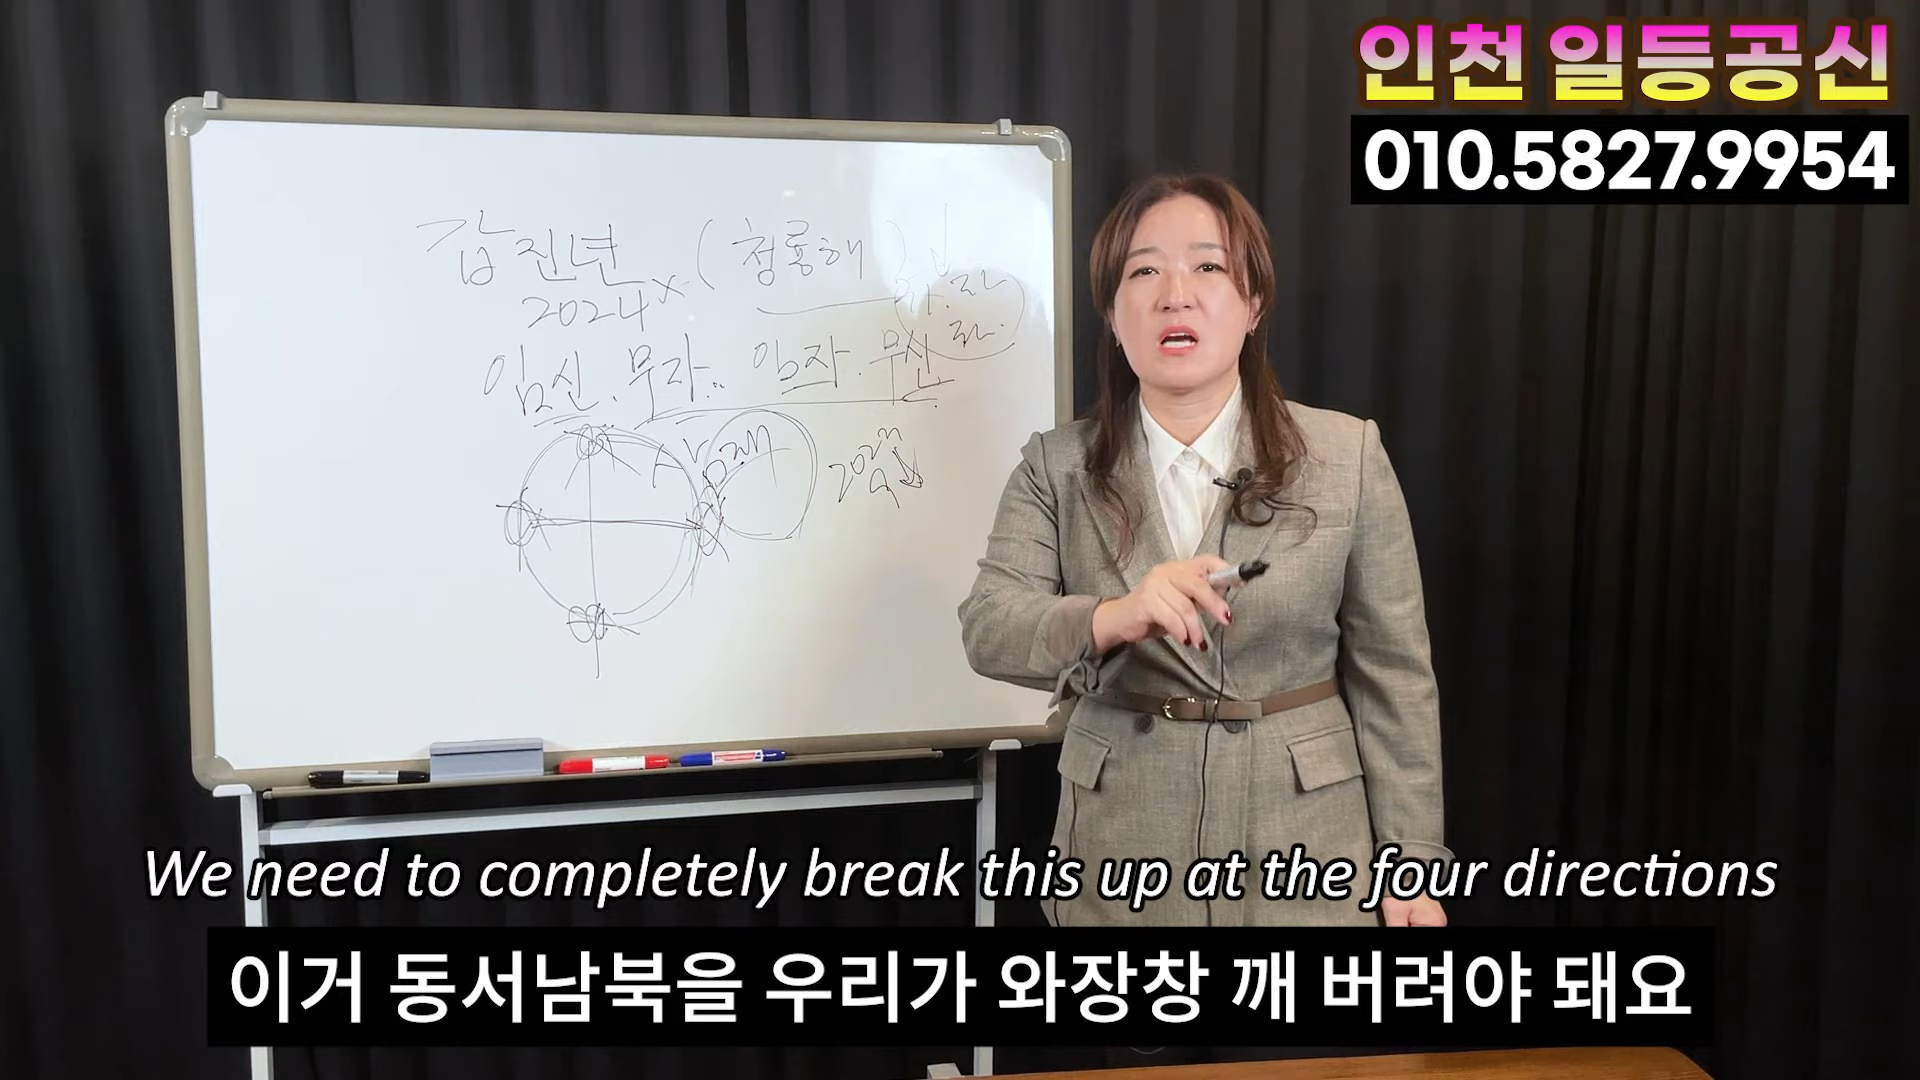 인천 일등공신
010.5827.9954
갑진년 (청룡해
2024
임신. 무자. 임자. 무신
삼재
We need to completely break this up at the four directions
이거 동서남북을 우리가 와장창 깨 버려야 돼요